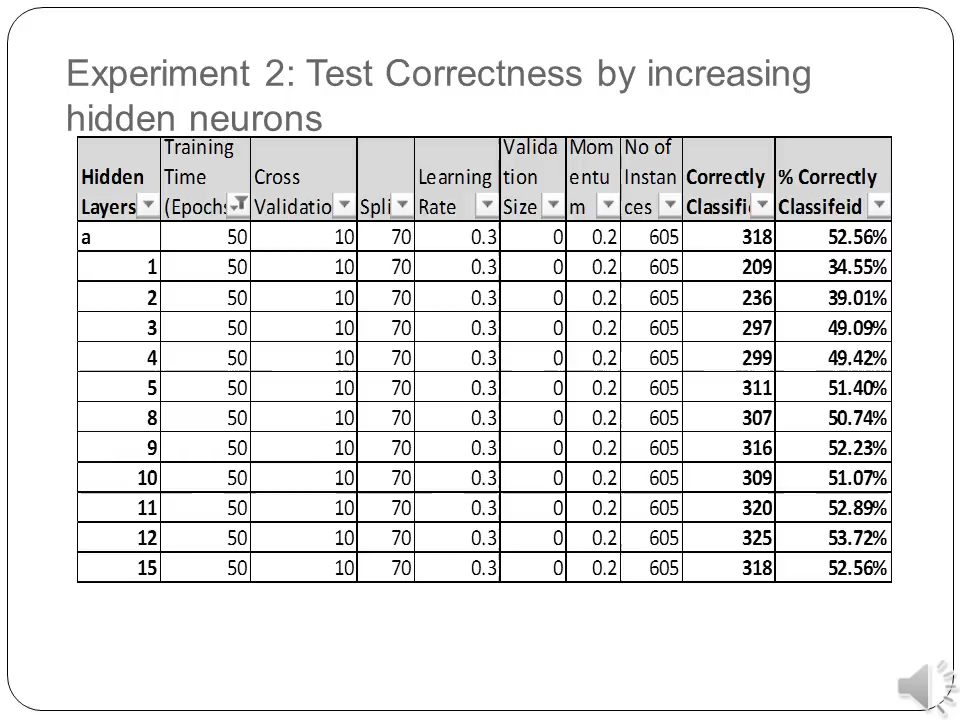 Experiment 2: Test Correctness by increasing
hidden neurons
Training Valida Mom No of
Hidden Time Cross Learning tion entu Instan Correctly % Correctly
Layers (Epochs Validatio Spli Rate Size m ces Classifi Classifeid
a 50 10 70 0.3 0 0.2 605 318 52.56%
1 50 10 70 0.3 0 0.2 605 209 34.55%
2 50 10 70 0.3 0 0.2 605 236 39.01%
3 50 10 70 0.3 0 0.2 605 297 49.09%
4 50 10 70 0.3 0 0.2 605 299 49.42%
5 50 10 70 0.3 0 0.2 605 311 51.40%
8 50 10 70 0.3 0 0.2 605 307 50.74%
9 50 10 70 0.3 0 0.2 605 316 52.23%
10 50 10 70 0.3 0 0.2 605 309 51.07%
11 50 10 70 0.3 0 0.2 605 320 52.89%
12 50 10 70 0.3 0 0.2 605 325 53.72%
15 50 10 70 0.3 0 0.2 605 318 52.56%